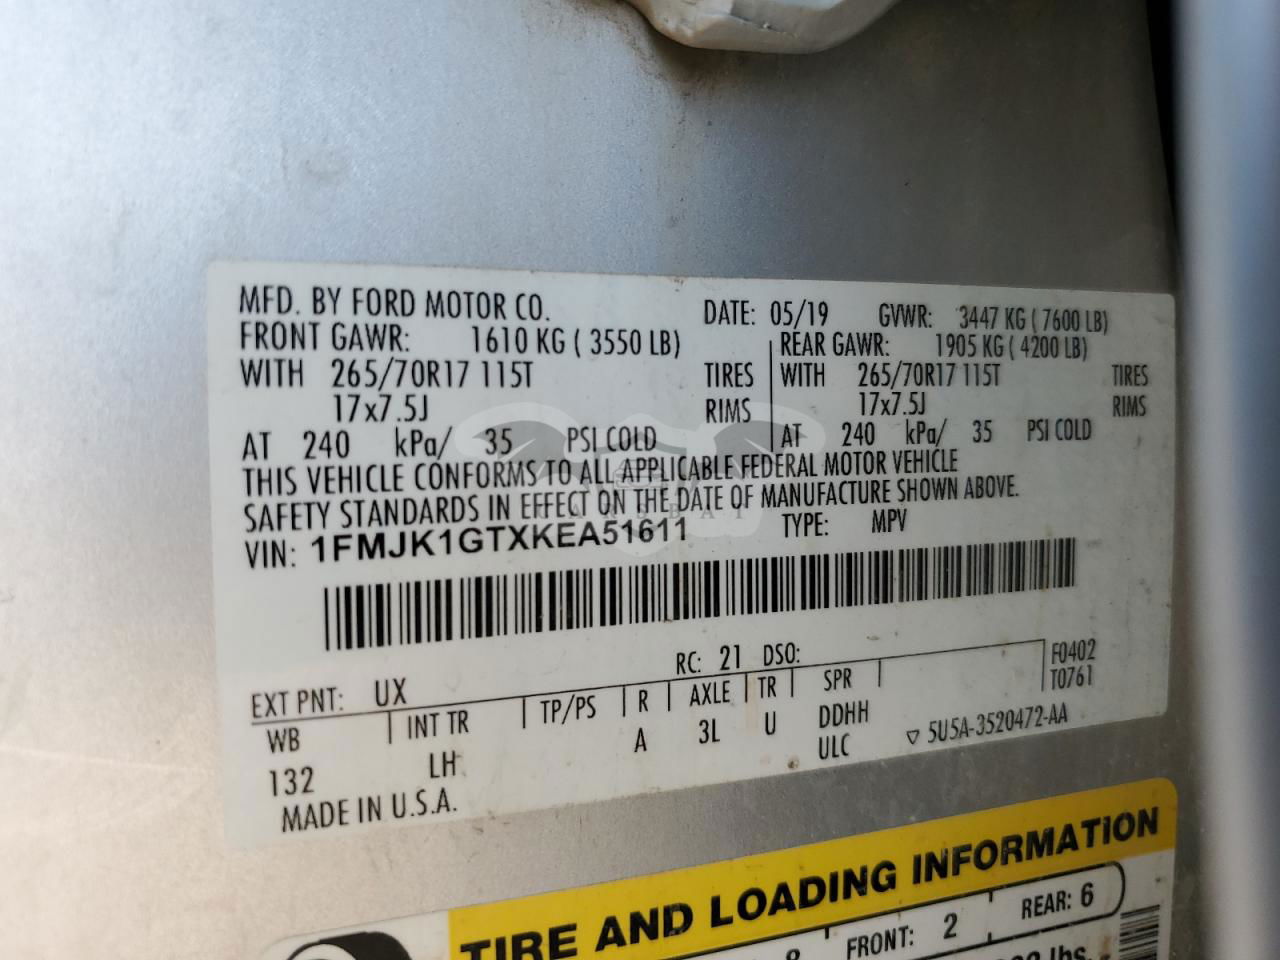 MFD. BY FORD MOTOR CO. DATE: 05/19 GVWR: 3447 KG ( 7600 LB)
FRONT GAWR: 1610 KG ( 3550 LB) REAR GAWR: 1905 KG ( 4200 LB)
WITH 265/70R17 115T TIRES WITH 265/70R17 115T TIRES
17x7.5J RIMS 17x7.5J RIMS
AT 240 kPa/ 35 PSI COLD AT 240 kPa/ 35 PSI COLD
THIS VEHICLE CONFORMS TO ALL APPLICABLE FEDERAL MOTOR VEHICLE
SAFETY STANDARDS IN EFFECT ON THE DATE OF MANUFACTURE SHOWN ABOVE.
VIN: 1FMJK1GTXKEA51611 TYPE: MPV
EXT PNT: UX RC: 21 DSO: F0402
WB INT TR TP/PS R AXLE TR SPR T0761
132 LH A 3L U DDHH
ULC 5U5A-3520472-AA
MADE IN U.S.A.
TIRE AND LOADING INFORMATION
FRONT: 2 REAR: 6
lbs.